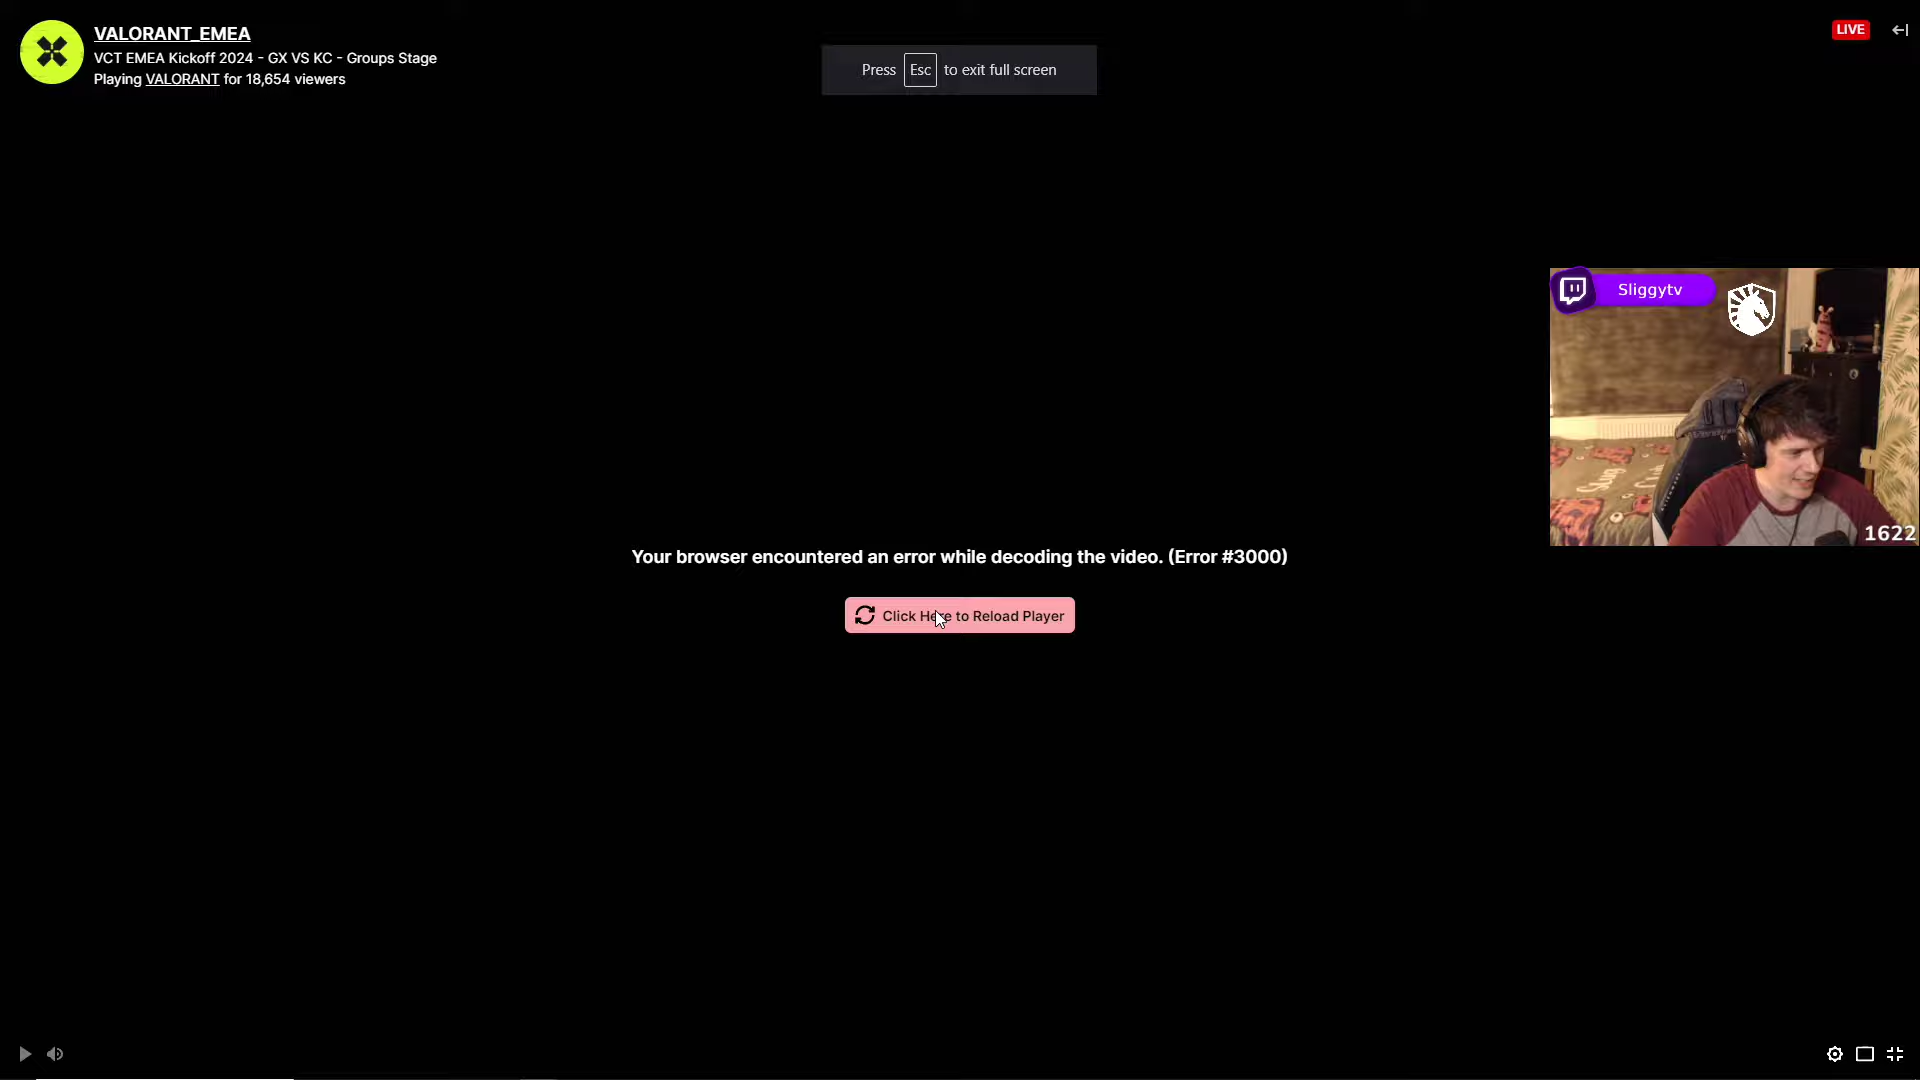 VALORANT_EMEA
VCT EMEA Kickoff 2024 - GX VS KC - Groups Stage
Playing VALORANT for 18,654 viewers
Press Esc to exit full screen
LIVE
Sliggytv
1622
Your browser encountered an error while decoding the video. (Error #3000)
Click Here to Reload Player